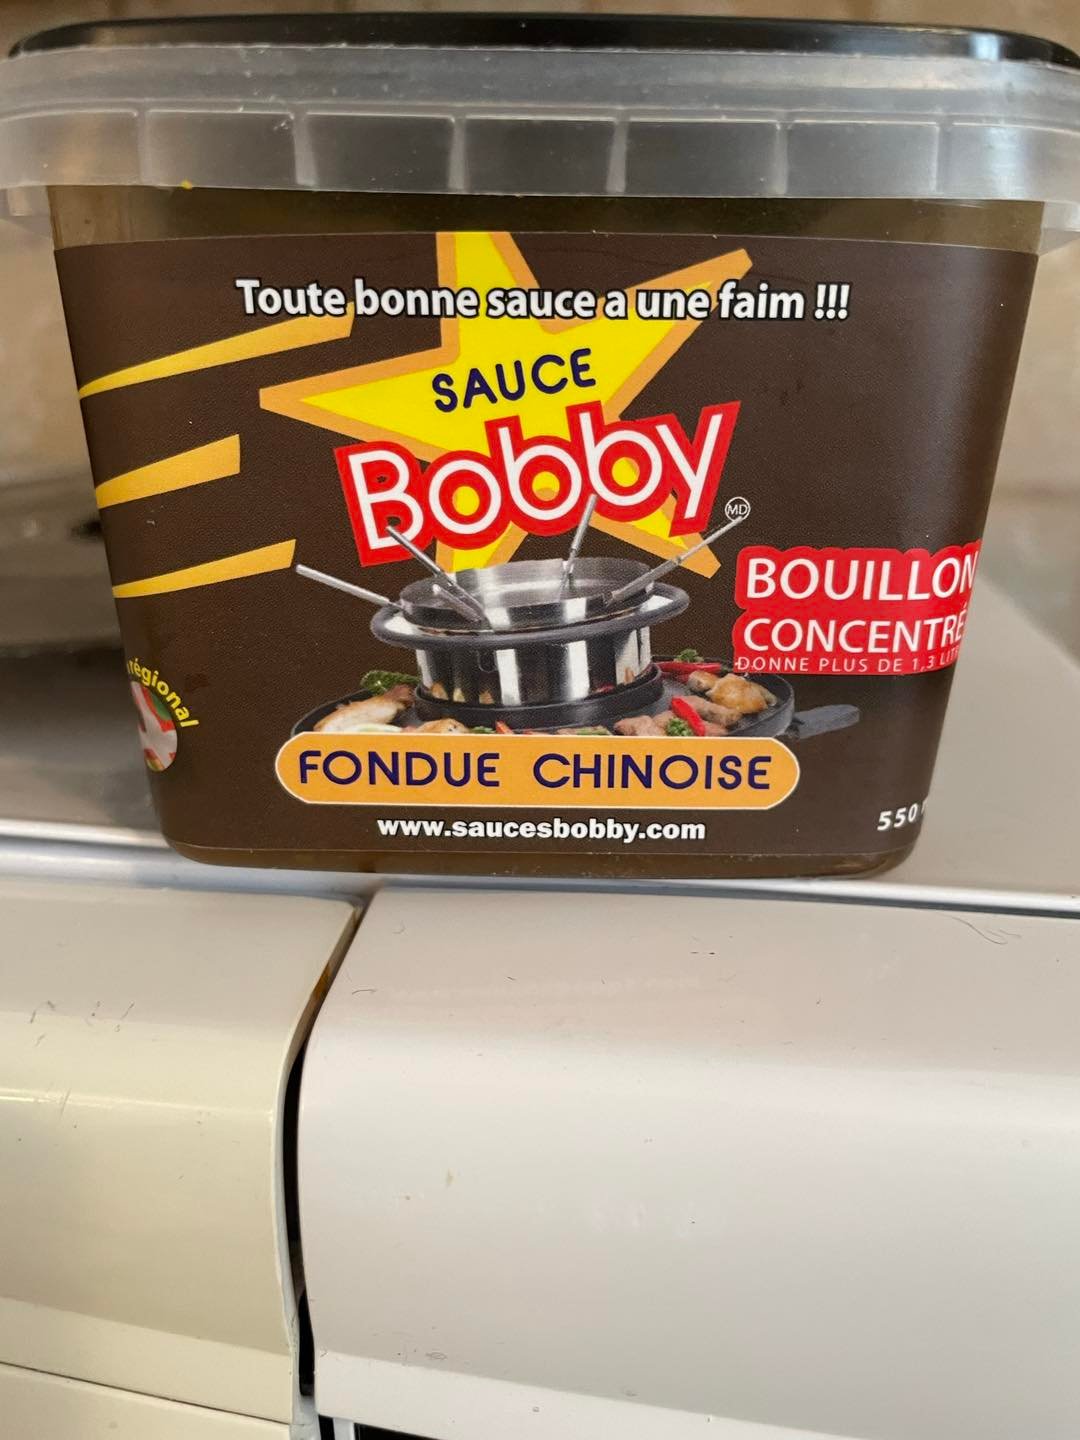 Toute bonne sauce a une faim !!!
SAUCE
Bobby
MD
BOUILLON
CONCENTRÉ
DONNE PLUS DE 1,3
régional
FONDUE CHINOISE
www.saucesbobby.com
550